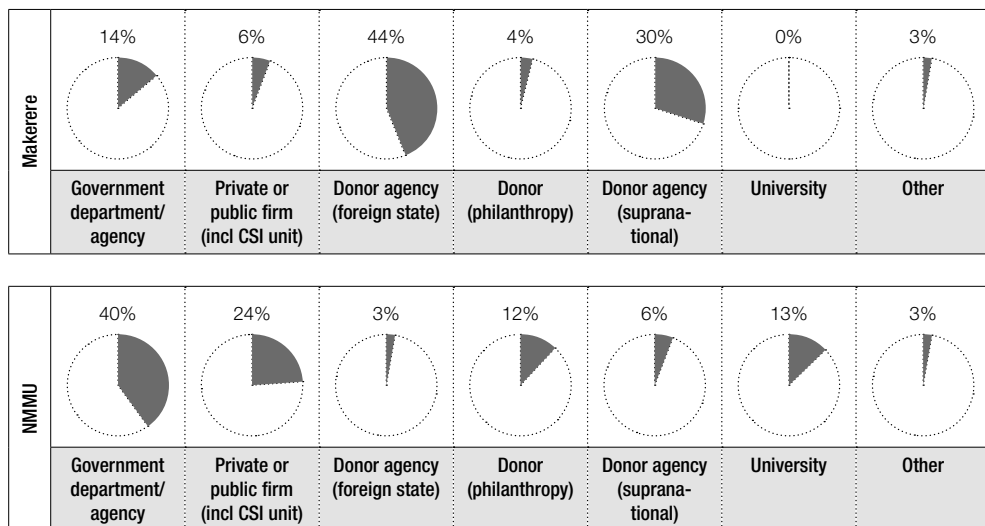 14% 6% 44% 4% 30% 0% 3%
Makerere
Government Private or Donor agency Donor Donor agency University Other
department/ public firm (foreign state) (philanthropy) (suprana-
agency (incl CSI unit) tional)
40% 24% 3% 12% 6% 13% 3%
NMMU
Government Private or Donor agency Donor Donor agency University Other
department/ public firm (foreign state) (philanthropy) (suprana-
agency (incl CSI unit) tional)